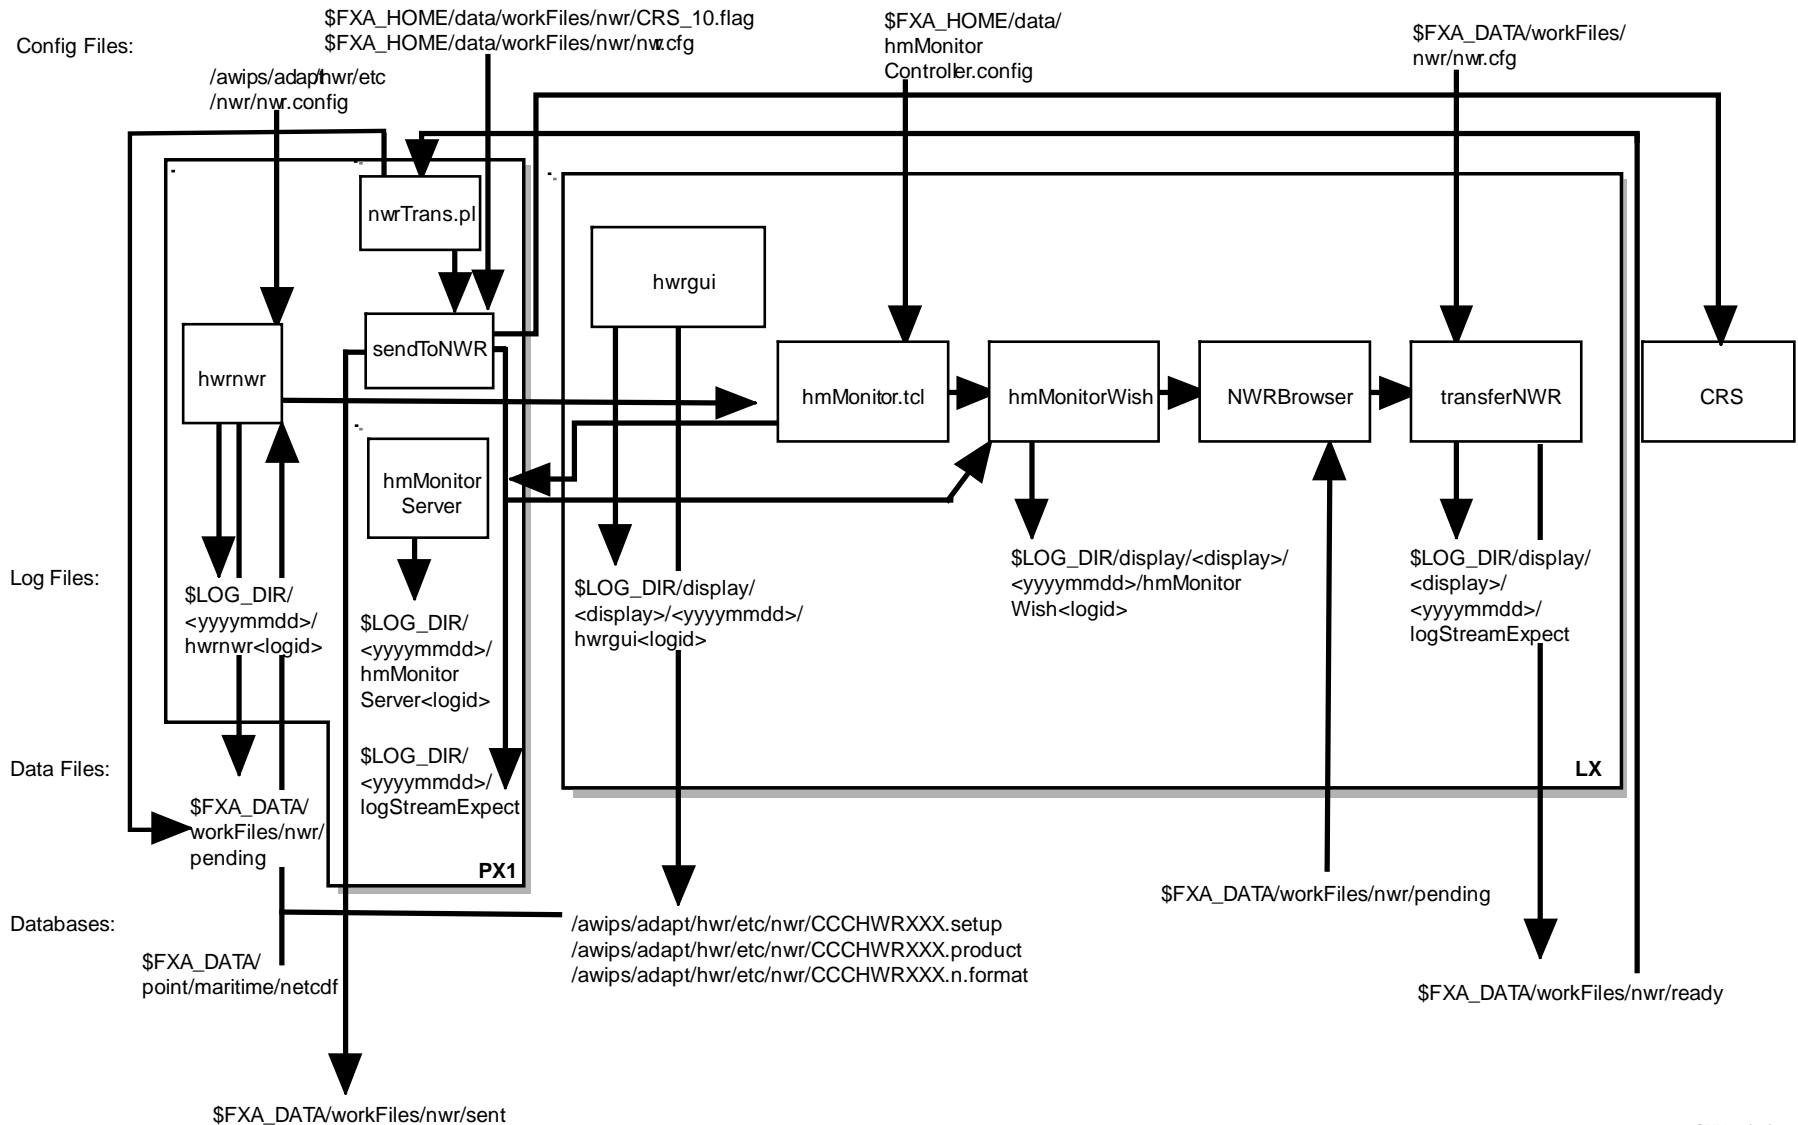 Config Files:
$FXA_HOME/data/workFiles/nwr/CRS_10.flag
$FXA_HOME/data/workFiles/nwr/nwr.cfg
/awips/adapt/hwr/etc
/nwr/nwr.config
$FXA_HOME/data/
hmMonitor
Controller.config
$FXA_DATA/workFiles/
nwr/nwr.cfg
nwrTrans.pl
sendToNWR
hwrnwr
hmMonitor
Server
hwrgui
hmMonitor.tcl
hmMonitorWish
NWRBrowser
transferNWR
CRS
Log Files:
$LOG_DIR/
<yyyymmdd>/
hwrnwr<logid>
$LOG_DIR/
<yyyymmdd>/
hmMonitor
Server<logid>
$LOG_DIR/display/
<display>/<yyyymmdd>/
hwrgui<logid>
$LOG_DIR/display/<display>/
<yyyymmdd>/hmMonitor
Wish<logid>
$LOG_DIR/display/
<display>/
<yyyymmdd>/
logStreamExpect
Data Files:
$LOG_DIR/
<yyyymmdd>/
logStreamExpect
LX
$FXA_DATA/
workFiles/nwr/
pending
PX1
$FXA_DATA/workFiles/nwr/pending
Databases:
/awips/adapt/hwr/etc/nwr/CCCHWRXXX.setup
/awips/adapt/hwr/etc/nwr/CCCHWRXXX.product
/awips/adapt/hwr/etc/nwr/CCCHWRXXX.n.format
$FXA_DATA/
point/maritime/netcdf
$FXA_DATA/workFiles/nwr/ready
$FXA_DATA/workFiles/nwr/sent